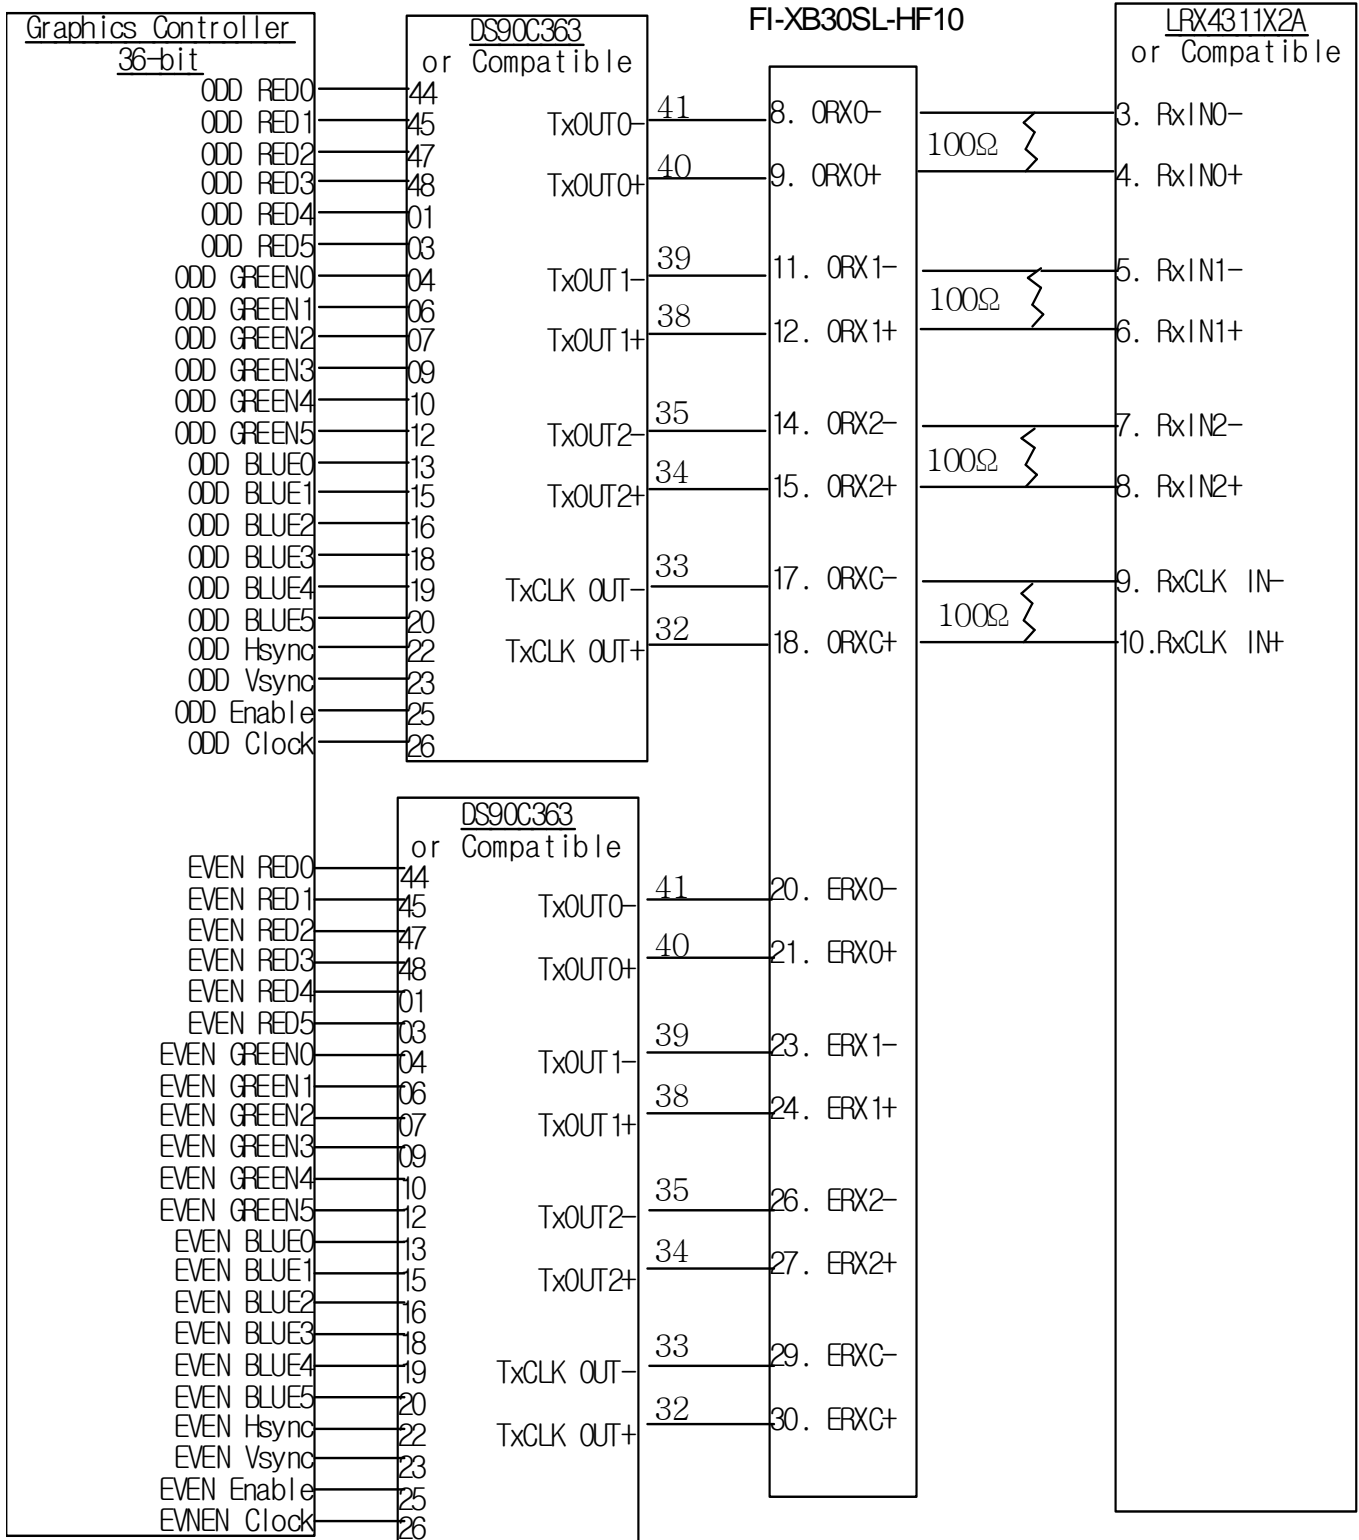 Graphics Controller
36-bit
ODD RED0
ODD RED1
ODD RED2
ODD RED3
ODD RED4
ODD RED5
ODD GREEN0
ODD GREEN1
ODD GREEN2
ODD GREEN3
ODD GREEN4
ODD GREEN5
ODD BLUE0
ODD BLUE1
ODD BLUE2
ODD BLUE3
ODD BLUE4
ODD BLUE5
ODD Hsync
ODD Vsync
ODD Enable
ODD Clock
EVEN RED0
EVEN RED1
EVEN RED2
EVEN RED3
EVEN RED4
EVEN RED5
EVEN GREEN0
EVEN GREEN1
EVEN GREEN2
EVEN GREEN3
EVEN GREEN4
EVEN GREEN5
EVEN BLUE0
EVEN BLUE1
EVEN BLUE2
EVEN BLUE3
EVEN BLUE4
EVEN BLUE5
EVEN Hsync
EVEN Vsync
EVEN Enable
EVNEN Clock
DS90C363
or Compatible
44
45
47
48
01
03
04
06
07
09
10
12
13
15
16
18
19
20
22
23
25
26
TxOUT0- 41
TxOUT0+ 40
TxOUT1- 39
TxOUT1+ 38
TxOUT2- 35
TxOUT2+ 34
TxCLK OUT- 33
TxCLK OUT+ 32
DS90C363
or Compatible
44
45
47
48
01
03
04
06
07
09
10
12
13
15
16
18
19
20
22
23
25
26
TxOUT0- 41
TxOUT0+ 40
TxOUT1- 39
TxOUT1+ 38
TxOUT2- 35
TxOUT2+ 34
TxCLK OUT- 33
TxCLK OUT+ 32
FI-XB30SL-HF10
8. ORX0-
9. ORX0+
11. ORX1-
12. ORX1+
14. ORX2-
15. ORX2+
17. ORXC-
18. ORXC+
20. ERX0-
21. ERX0+
23. ERX1-
24. ERX1+
26. ERX2-
27. ERX2+
29. ERXC-
30. ERXC+
100Ω
100Ω
100Ω
100Ω
LRX4311X2A
or Compatible
3. RxIN0-
4. RxIN0+
5. RxIN1-
6. RxIN1+
7. RxIN2-
8. RxIN2+
9. RxCLK IN-
10.RxCLK IN+